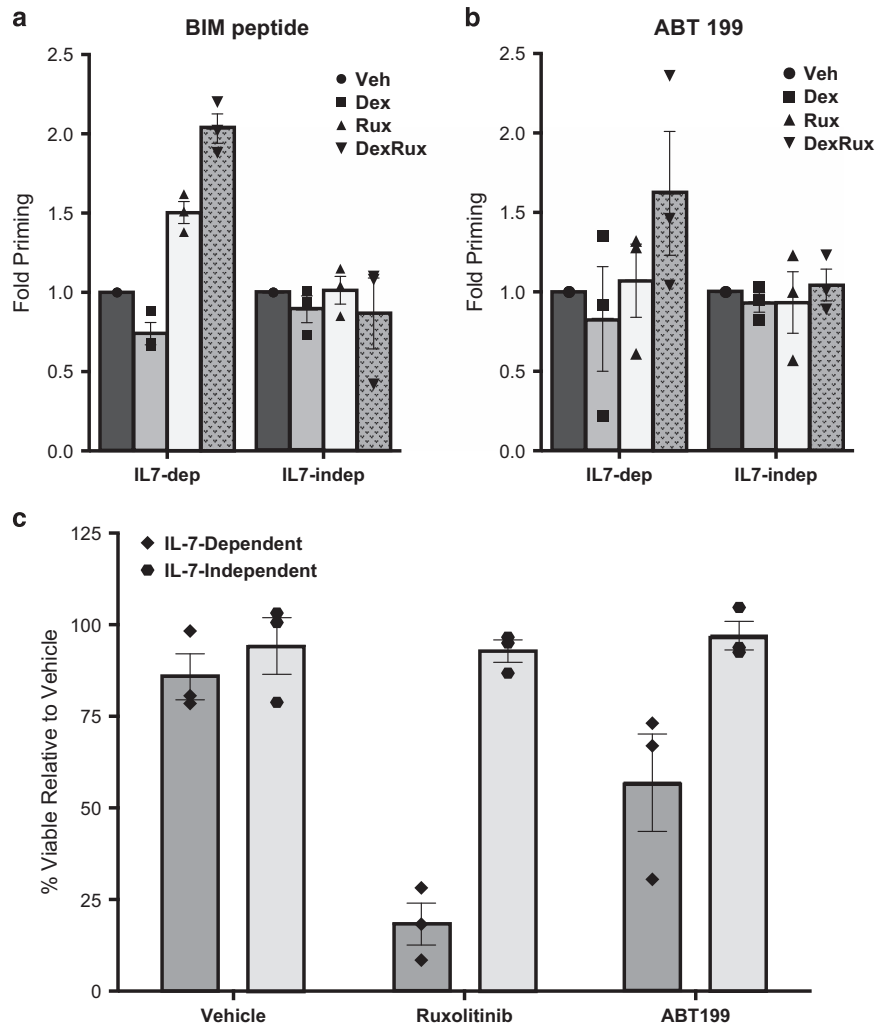 a
BIM peptide
2.5
2.0
1.5
1.0
0.5
0.0
Fold Priming
Veh
Dex
Rux
DexRux
IL7-dep
IL7-indep
b
ABT 199
2.5
2.0
1.5
1.0
0.5
0.0
Fold Priming
Veh
Dex
Rux
DexRux
IL7-dep
IL7-indep
c
125
100
75
50
25
0
% Viable Relative to Vehicle
IL-7-Dependent
IL-7-Independent
Vehicle
Ruxolitinib
ABT199